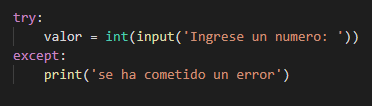 try:
    valor = int(input('Ingrese un numero: '))
except:
    print('se ha cometido un error')